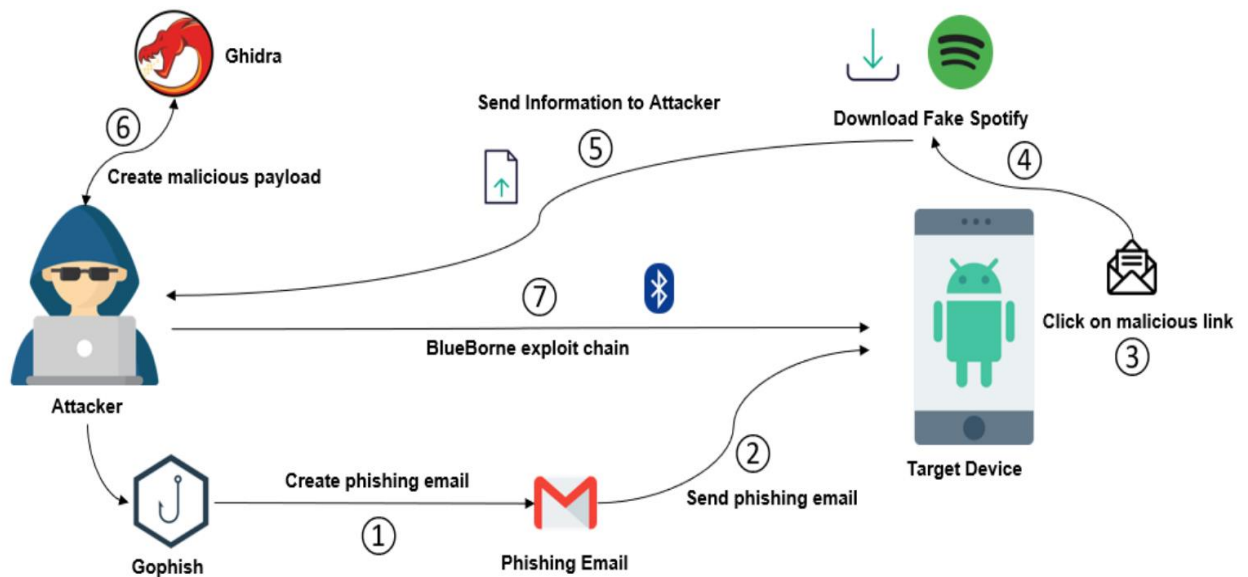 Ghidra
6
Create malicious payload
Send Information to Attacker
5
Download Fake Spotify
4
7
BlueBorne exploit chain
Click on malicious link
3
Attacker
Target Device
2
Send phishing email
Create phishing email
1
Gophish
Phishing Email